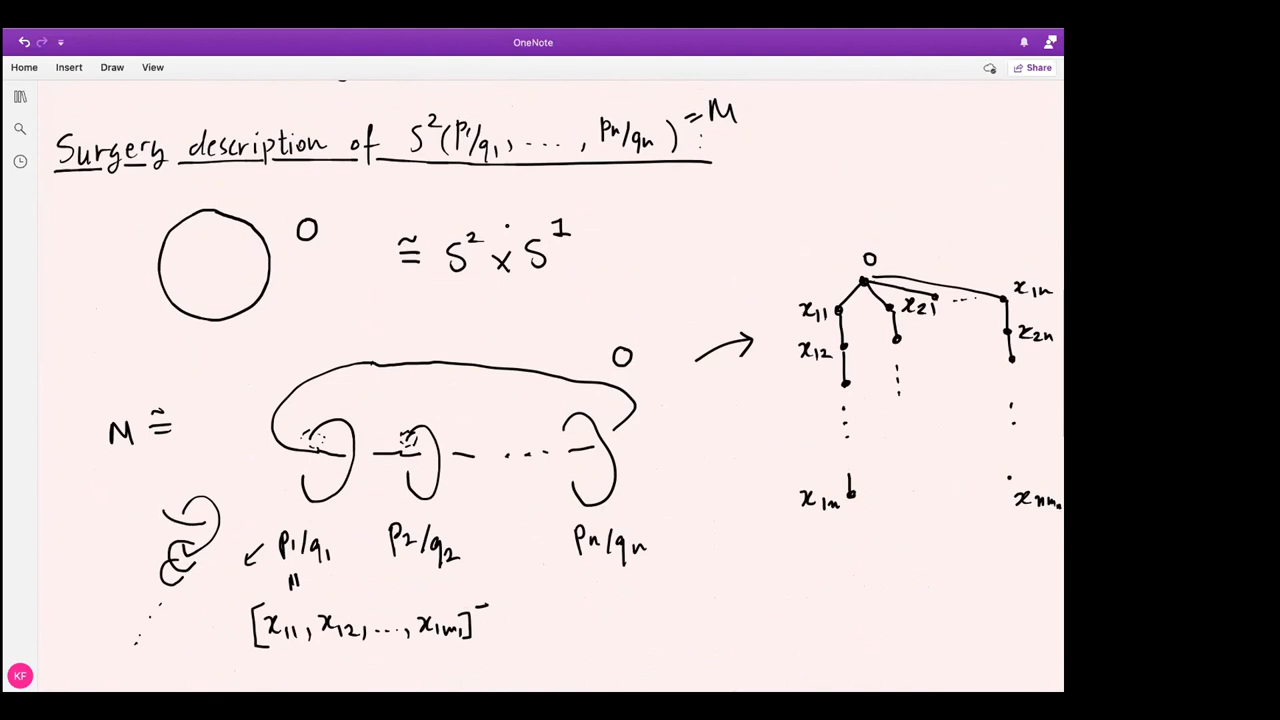 OneNote
Home Insert Draw View Share
Surgery description of S²(p1/q1, ..., pn/qn) = M
0 ≅ S² × S¹
0
M ≅
p1/q1 p2/q2 pn/qn
"
[x11, x12, ..., x1m1]⁻
0
x11 x21 ... x1n
x12 x2n
x1n xnmn
KF